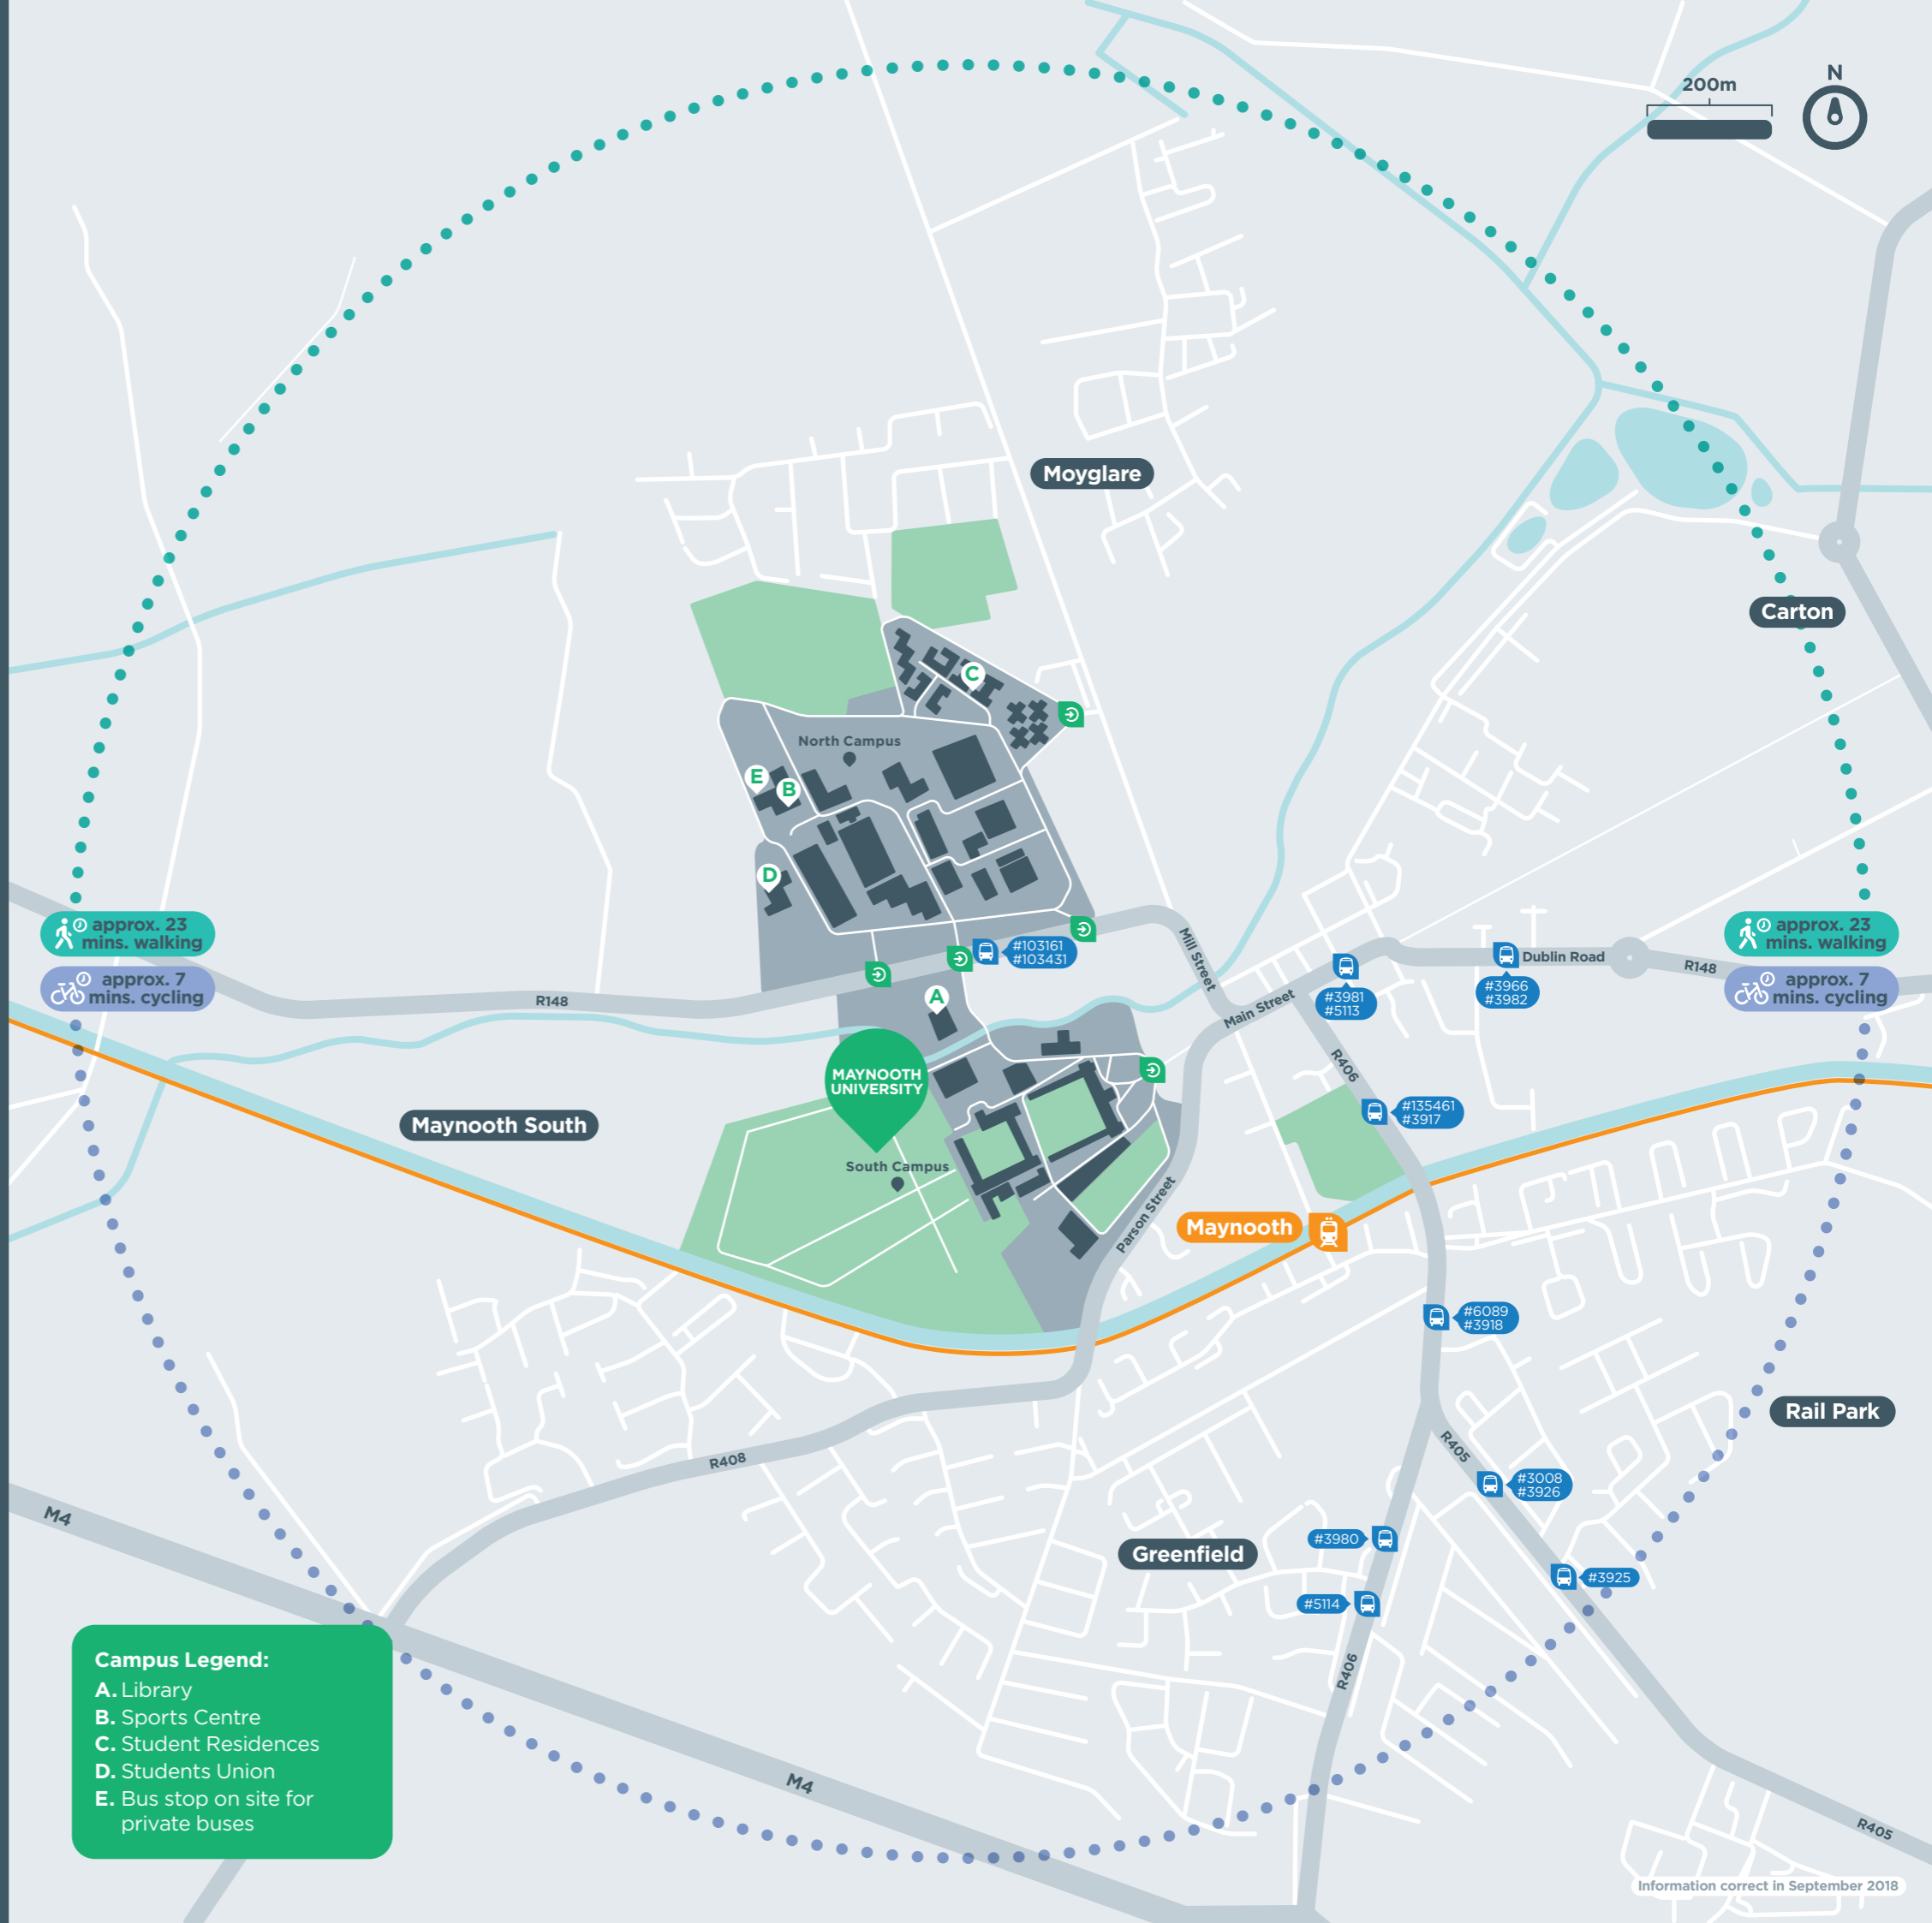 N
200m
Moyglare
Carton
C
North Campus
E
B
D
approx. 23
mins. walking
approx. 7
mins. cycling
R148
#103161
#103431
A
Mill Street
Main Street
#3981
#5113
Dublin Road
#3966
#3982
R148
approx. 23
mins. walking
approx. 7
mins. cycling
MAYNOOTH
UNIVERSITY
R406
#135461
#3917
Maynooth South
South Campus
Parson Street
Maynooth
#6089
#3918
Rail Park
R408
R405
#3008
#3926
M4
Greenfield
#3980
#3925
#5114
R406
M4
R405
Campus Legend:
A. Library
B. Sports Centre
C. Student Residences
D. Students Union
E. Bus stop on site for
private buses
Information correct in September 2018